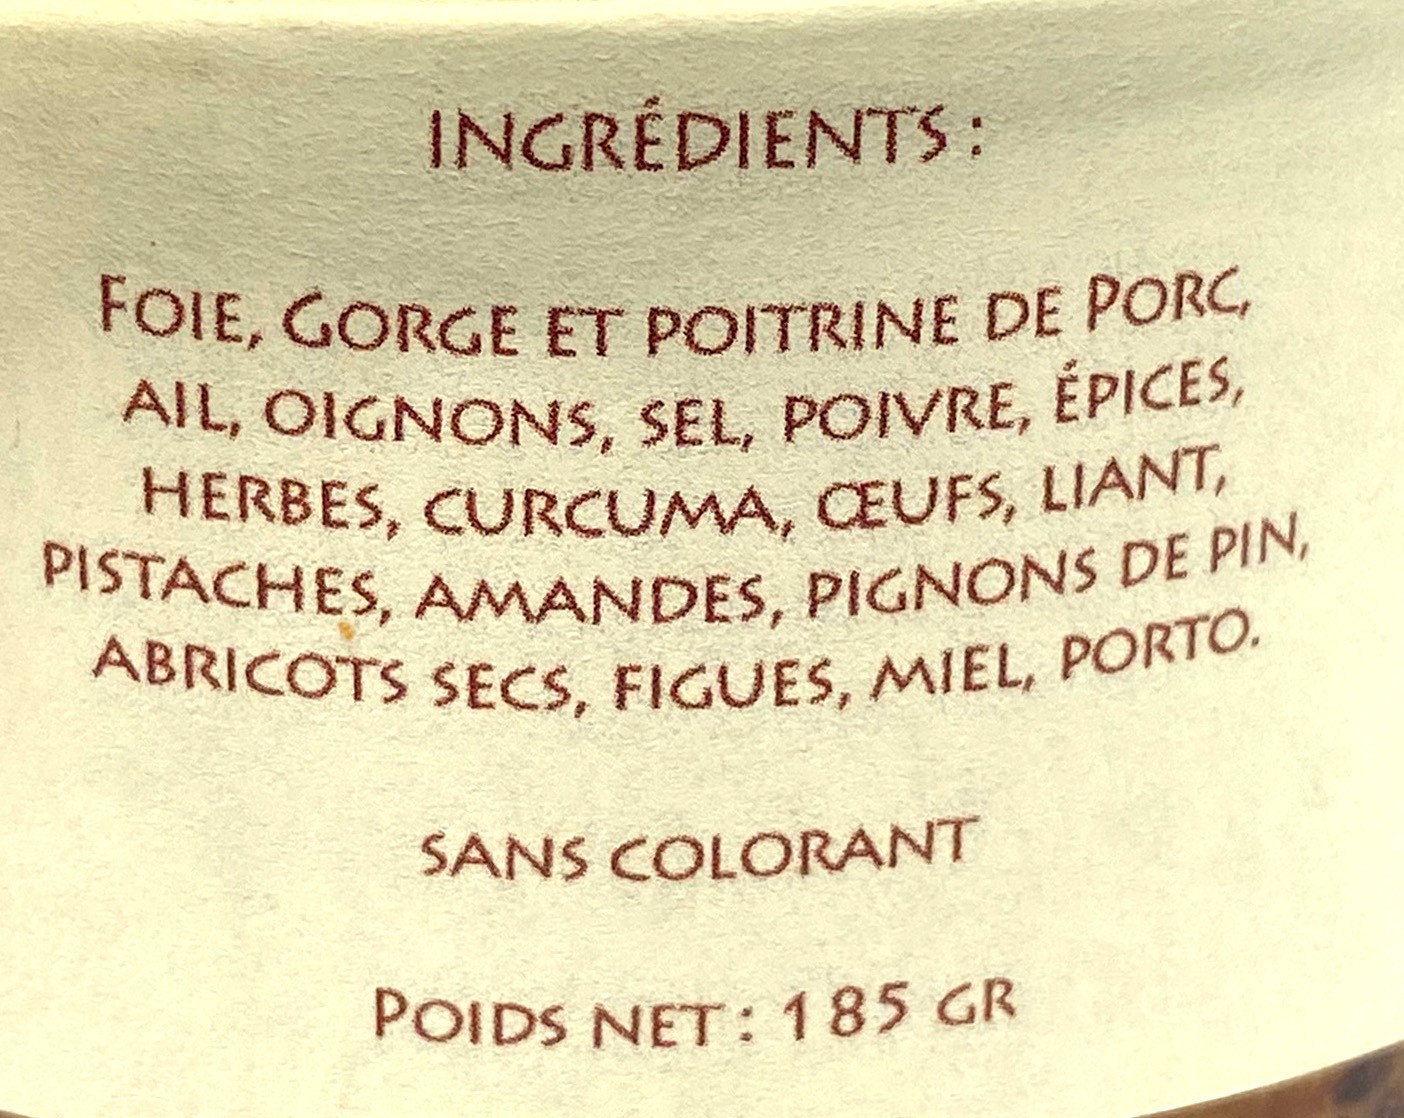 INGRÉDIENTS :
FOIE, GORGE ET POITRINE DE PORC,
AIL, OIGNONS, SEL, POIVRE, ÉPICES,
HERBES, CURCUMA, ŒUFS, LIANT,
PISTACHES, AMANDES, PIGNONS DE PIN,
ABRICOTS SECS, FIGUES, MIEL, PORTO.
SANS COLORANT
POIDS NET : 185 GR